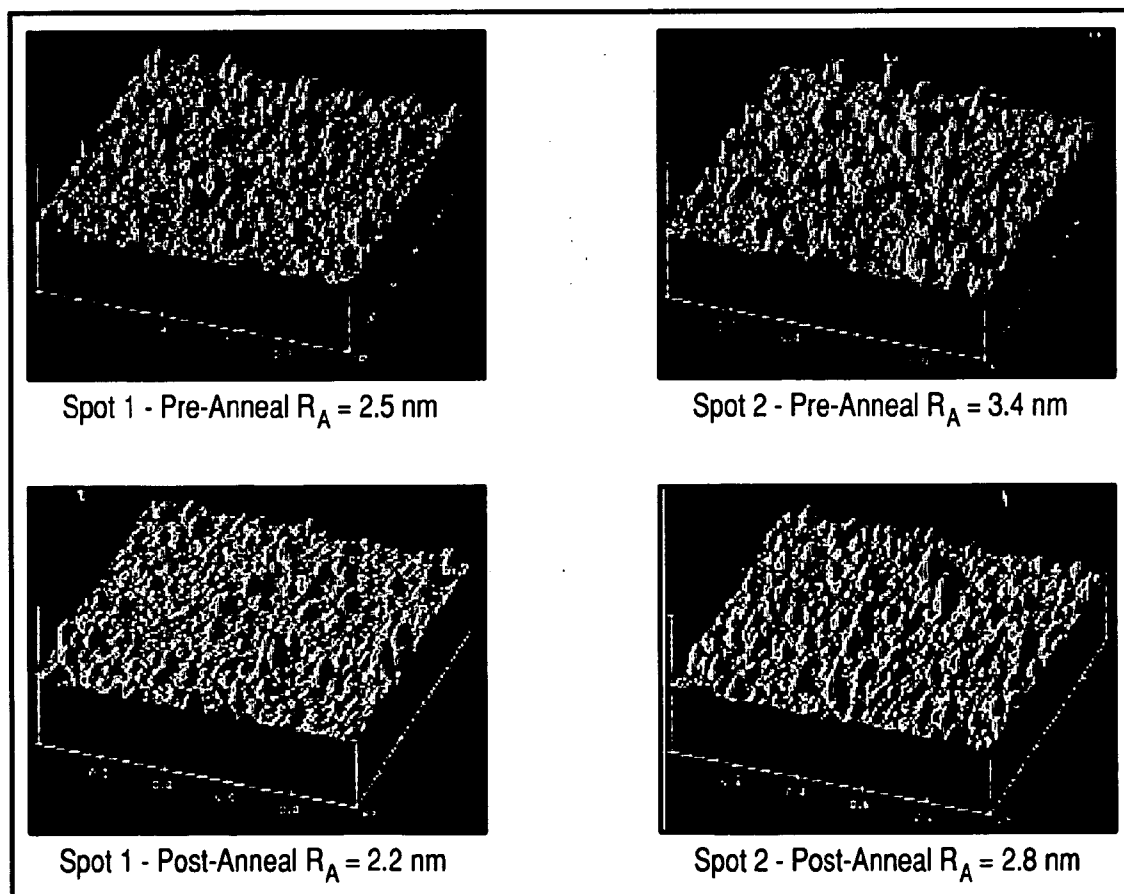 Spot 1 - Pre-Anneal R_A = 2.5 nm
Spot 2 - Pre-Anneal R_A = 3.4 nm
Spot 1 - Post-Anneal R_A = 2.2 nm
Spot 2 - Post-Anneal R_A = 2.8 nm